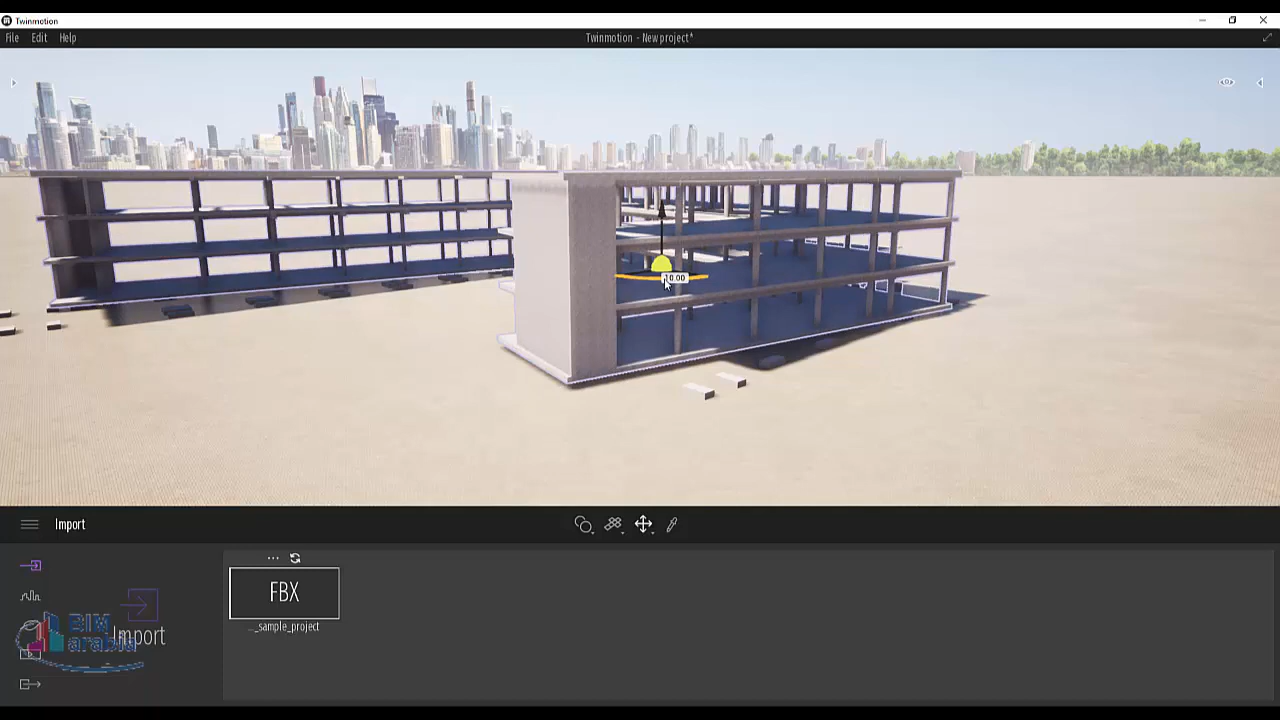 Twinmotion
File Edit Help
Twinmotion - New project*
0.00
Import
FBX
..._sample_project
Import
BIM
arabia